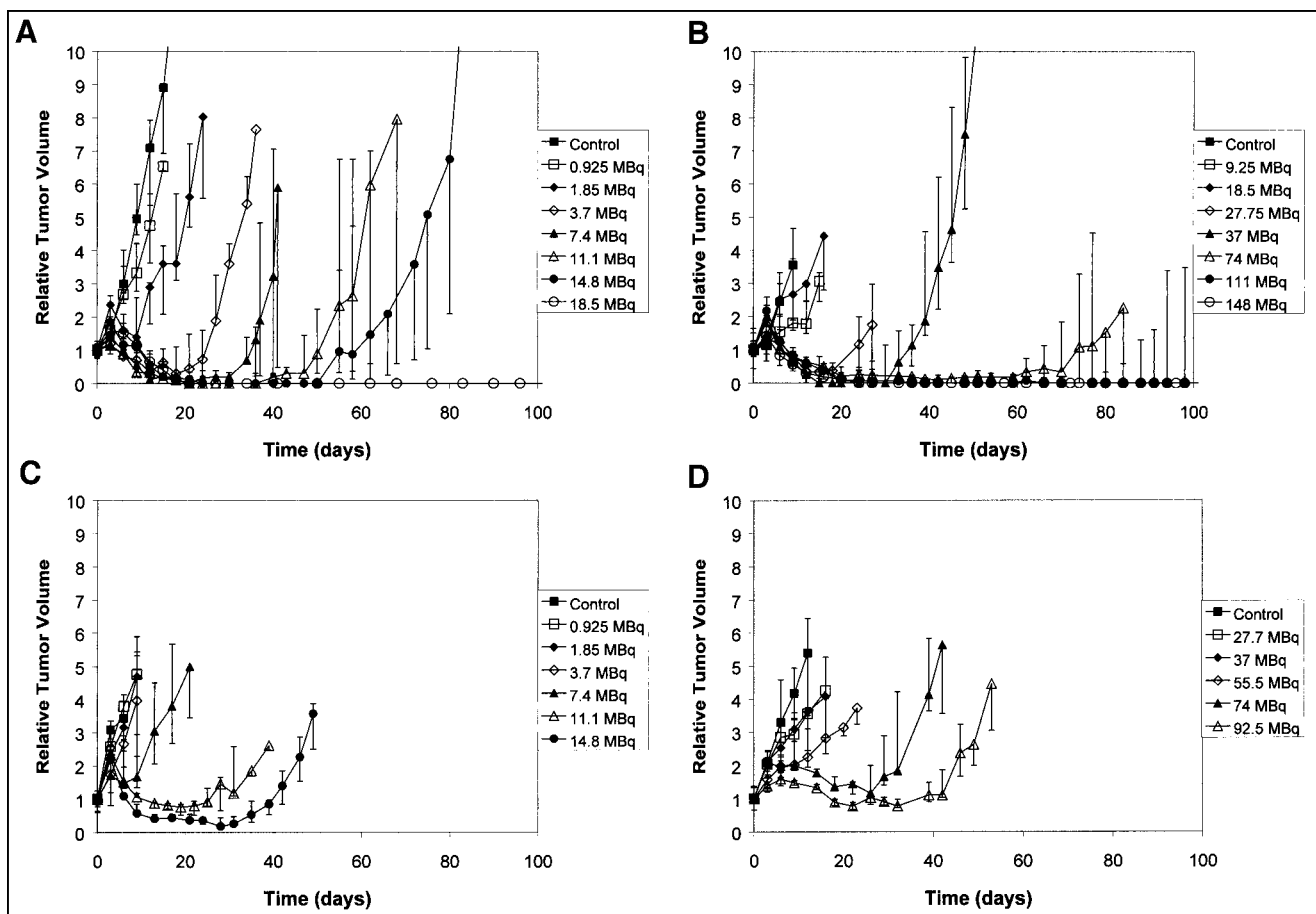 A
10
9
8
7
6
5
4
3
2
1
0
Relative Tumor Volume
0 20 40 60 80 100
Time (days)
Control
0.925 MBq
1.85 MBq
3.7 MBq
7.4 MBq
11.1 MBq
14.8 MBq
18.5 MBq
B
10
9
8
7
6
5
4
3
2
1
0
Relative Tumor Volume
0 20 40 60 80 100
Time (days)
Control
9.25 MBq
18.5 MBq
27.75 MBq
37 MBq
74 MBq
111 MBq
148 MBq
C
10
9
8
7
6
5
4
3
2
1
0
Relative Tumor Volume
0 20 40 60 80 100
Time (days)
Control
0.925 MBq
1.85 MBq
3.7 MBq
7.4 MBq
11.1 MBq
14.8 MBq
D
10
9
8
7
6
5
4
3
2
1
0
Relative Tumor Volume
0 20 40 60 80 100
Time (days)
Control
27.7 MBq
37 MBq
55.5 MBq
74 MBq
92.5 MBq